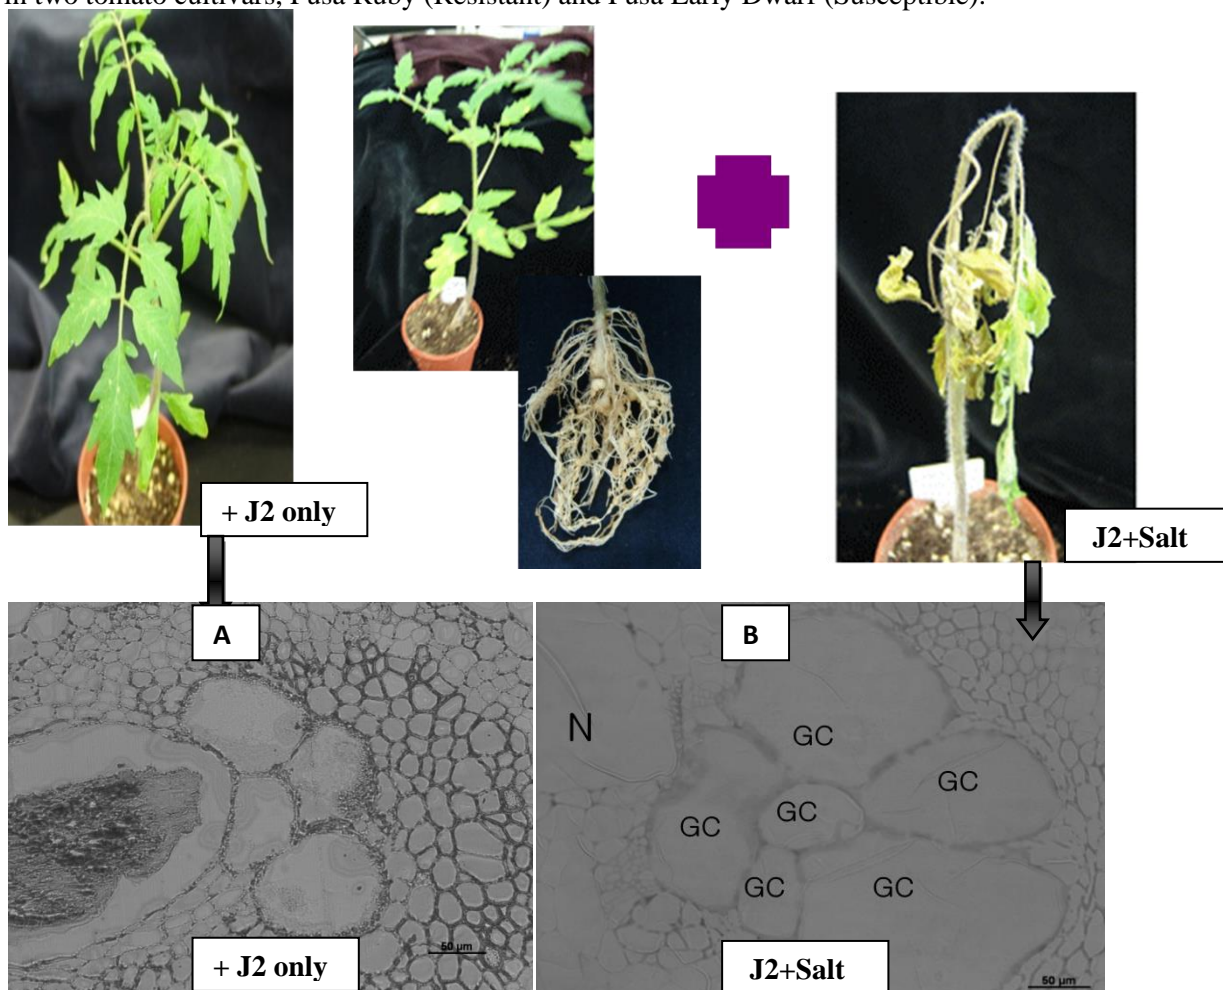 in two tomato cultivars, Pusa Ruby (Resistant) and Pusa Early Dwarf (Susceptible).
+ J2 only
J2+Salt
A
B
N
GC
GC
GC
GC
GC
GC
50 µm
+ J2 only
J2+Salt
50 µm